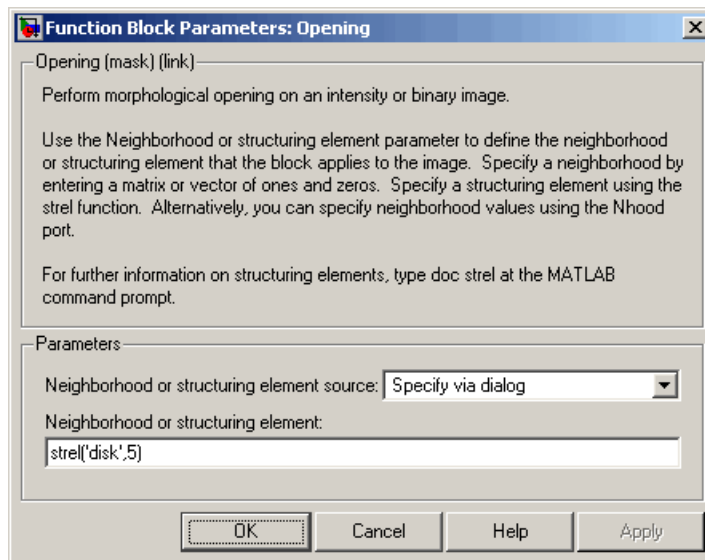 Function Block Parameters: Opening
Opening (mask) (link)
Perform morphological opening on an intensity or binary image.
Use the Neighborhood or structuring element parameter to define the neighborhood
or structuring element that the block applies to the image.  Specify a neighborhood by
entering a matrix or vector of ones and zeros.  Specify a structuring element using the
strel function.  Alternatively, you can specify neighborhood values using the Nhood
port.
For further information on structuring elements, type doc strel at the MATLAB
command prompt.
Parameters
Neighborhood or structuring element source: Specify via dialog
Neighborhood or structuring element:
strel('disk',5)
OK Cancel Help Apply